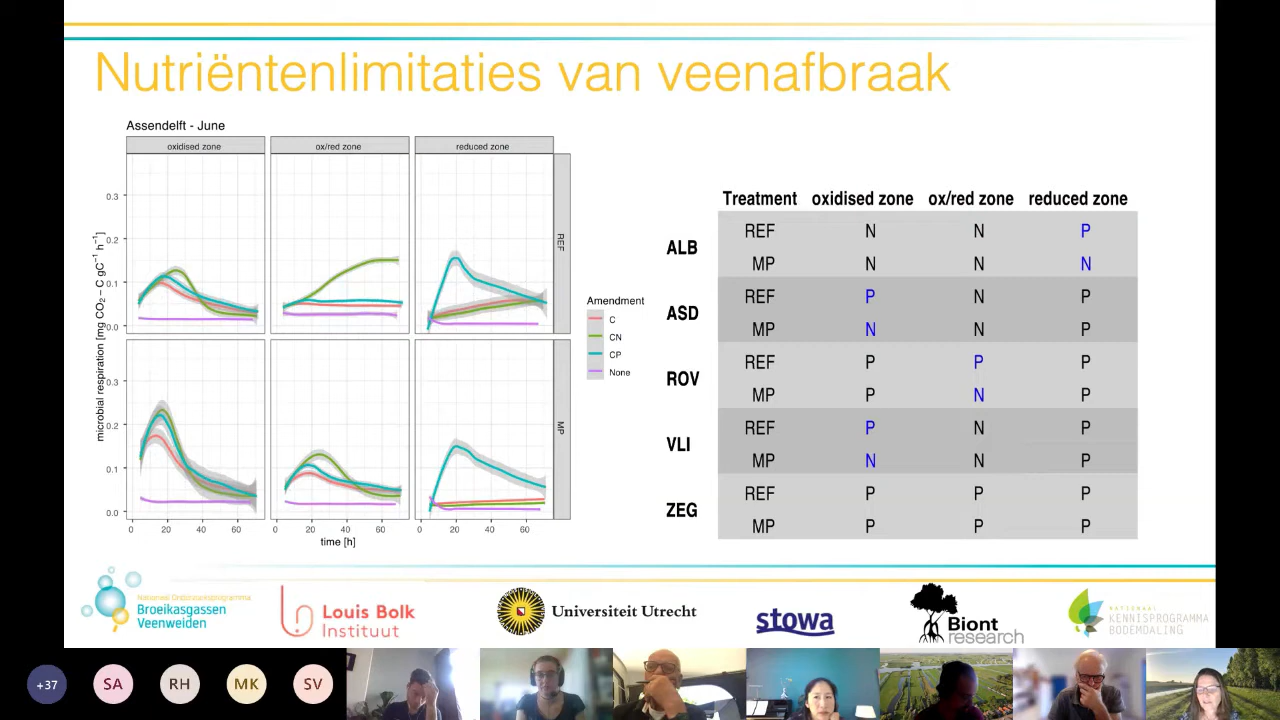 Nutriëntenlimitaties van veenafbraak
Assendelft - June
oxidised zone
ox/red zone
reduced zone
0.3
0.2
0.1
0.0
REF
0.3
0.2
0.1
0.0
MP
0 20 40 60
0 20 40 60
0 20 40 60
time [h]
microbial respiration [mg CO2 – C gC−1 h−1]
Amendment
C
CN
CP
None
Treatment oxidised zone ox/red zone reduced zone
ALB
REF N N P
MP N N N
ASD
REF P N P
MP N N P
ROV
REF P P P
MP P N P
VLI
REF P N P
MP N N P
ZEG
REF P P P
MP P P P
Nationaal Onderzoeksprogramma
Broeikasgassen
Veenweiden
Louis Bolk
Instituut
Universiteit Utrecht
stowa
Biont
research
NATIONAAL
KENNISPROGRAMMA
BODEMDALING
+37
SA
RH
MK
SV